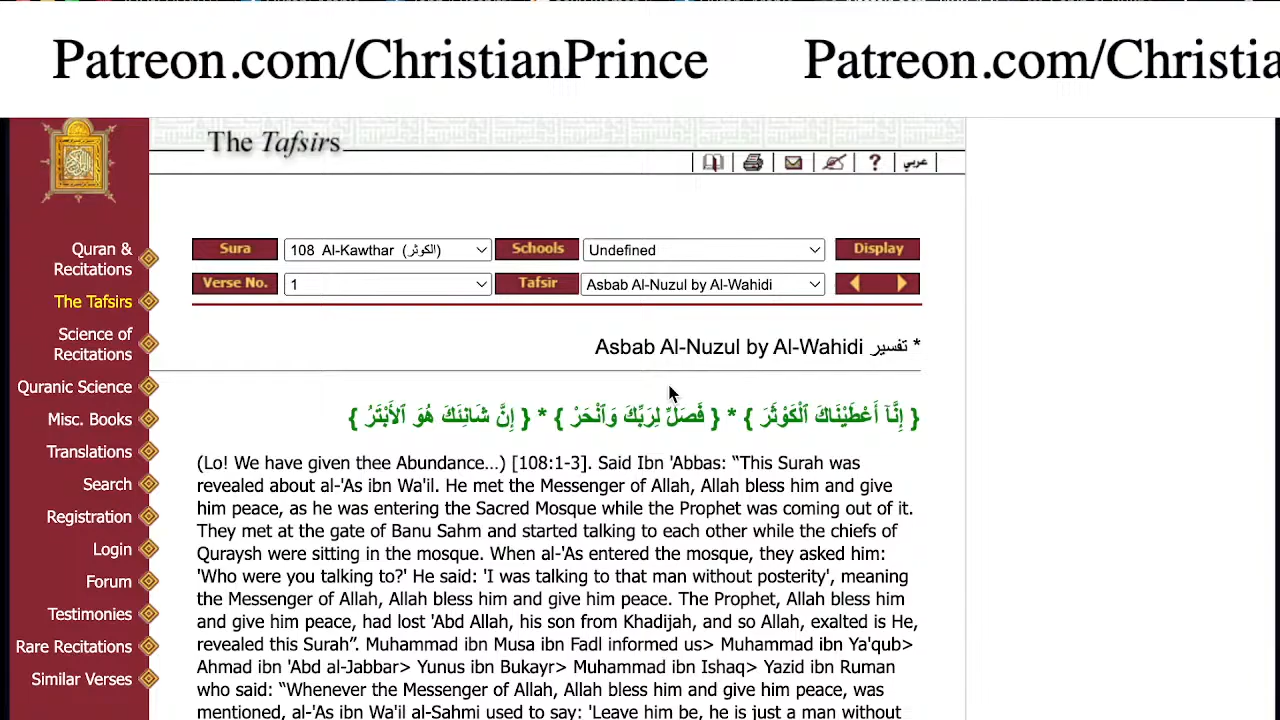 Patreon.com/ChristianPrince Patreon.com/Christia
The Tafsirs
عربي
Quran &
Recitations
The Tafsirs
Science of
Recitations
Quranic Science
Misc. Books
Translations
Search
Registration
Login
Forum
Testimonies
Rare Recitations
Similar Verses
Sura 108 Al-Kawthar (الكوثر) Schools Undefined Display
Verse No. 1 Tafsir Asbab Al-Nuzul by Al-Wahidi
* تفسير Asbab Al-Nuzul by Al-Wahidi
{ إِنَّآ أَعْطَيْنَاكَ ٱلْكَوْثَرَ } * { فَصَلِّ لِرَبِّكَ وَٱنْحَرْ } * { إِنَّ شَانِئَكَ هُوَ ٱلأَبْتَرُ }
(Lo! We have given thee Abundance…) [108:1-3]. Said Ibn 'Abbas: “This Surah was
revealed about al-'As ibn Wa'il. He met the Messenger of Allah, Allah bless him and give
him peace, as he was entering the Sacred Mosque while the Prophet was coming out of it.
They met at the gate of Banu Sahm and started talking to each other while the chiefs of
Quraysh were sitting in the mosque. When al-'As entered the mosque, they asked him:
'Who were you talking to?' He said: 'I was talking to that man without posterity', meaning
the Messenger of Allah, Allah bless him and give him peace. The Prophet, Allah bless him
and give him peace, had lost 'Abd Allah, his son from Khadijah, and so Allah, exalted is He,
revealed this Surah”. Muhammad ibn Musa ibn Fadl informed us> Muhammad ibn Ya'qub>
Ahmad ibn 'Abd al-Jabbar> Yunus ibn Bukayr> Muhammad ibn Ishaq> Yazid ibn Ruman
who said: “Whenever the Messenger of Allah, Allah bless him and give him peace, was
mentioned, al-'As ibn Wa'il al-Sahmi used to say: 'Leave him be, he is just a man without